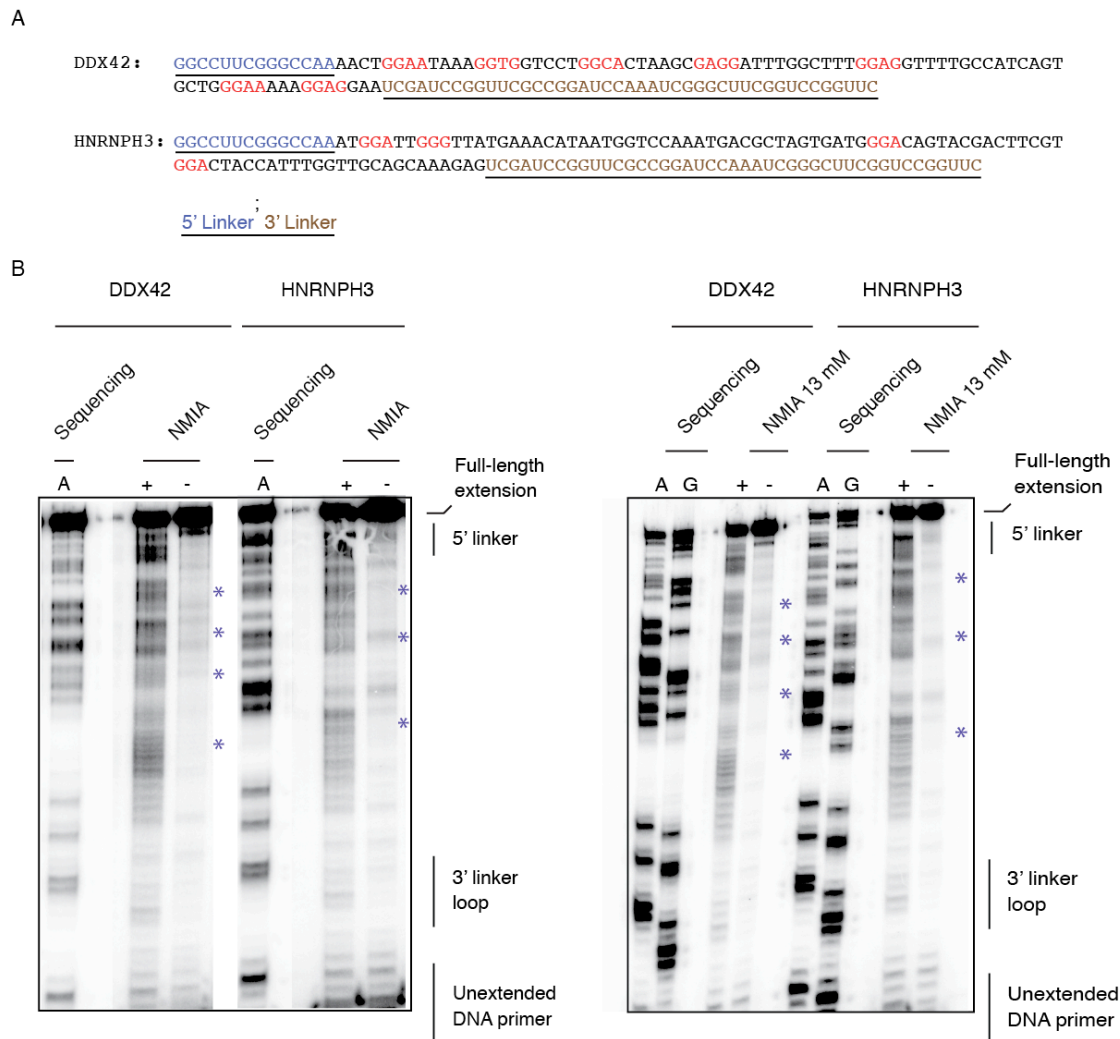 A
DDX42: GGCCUUCGGGCCAAAACTGGAATAAAGGTGGTCCTGGCACTAAGCGAGGATTTGGCTTTGGAGGTTTTGCCATCAGT
GCTGGGAAAAAGGAGGAAUCGAUCCGGUUCGCCGGAUCCAAAUCGGGCUUCGGUCCGGUUC
HNRNPH3: GGCCUUCGGGCCAAATGGATTGGGTTATGAAACATAATGGTCCAAATGACGCTAGTGATGGGACAGTACGACTTCGT
GGACTACCATTTGGTTGCAGCAAAGAGUCGAUCCGGUUCGCCGGAUCCAAAUCGGGCUUCGGUCCGGUUC
5' Linker ; 3' Linker
B
DDX42 HNRNPH3
Sequencing NMIA Sequencing NMIA
A + - A + -
Full-length
extension
5' linker
* * * *
* * *
3' linker
loop
Unextended
DNA primer
DDX42 HNRNPH3
Sequencing NMIA 13 mM Sequencing NMIA 13 mM
A G + - A G + -
Full-length
extension
5' linker
* * * *
* * *
3' linker
loop
Unextended
DNA primer